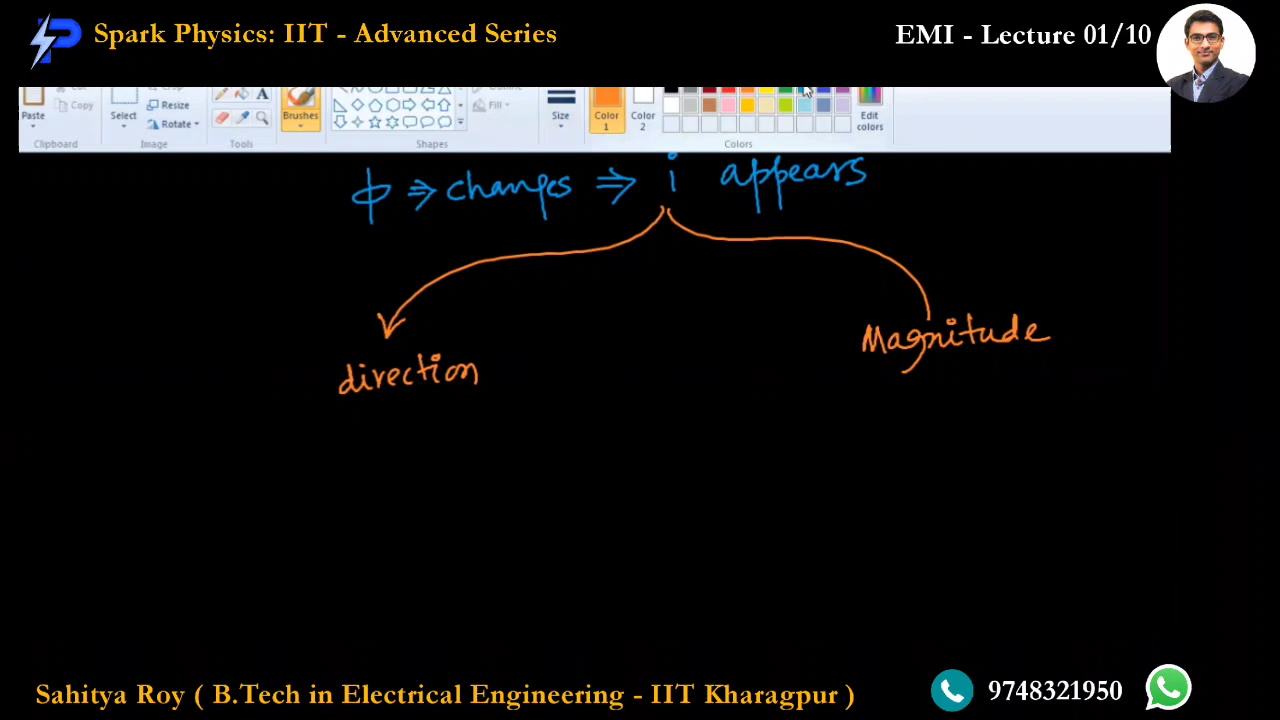 Spark Physics: IIT - Advanced Series
EMI - Lecture 01/10
Copy
Resize
Rotate
Paste
Select
Brushes
Fill
Size
Color 1
Color 2
Edit colors
Clipboard
Image
Tools
Shapes
Colors
ϕ ⇒ changes ⇒ i appears
direction
Magnitude
Sahitya Roy ( B.Tech in Electrical Engineering - IIT Kharagpur )
9748321950